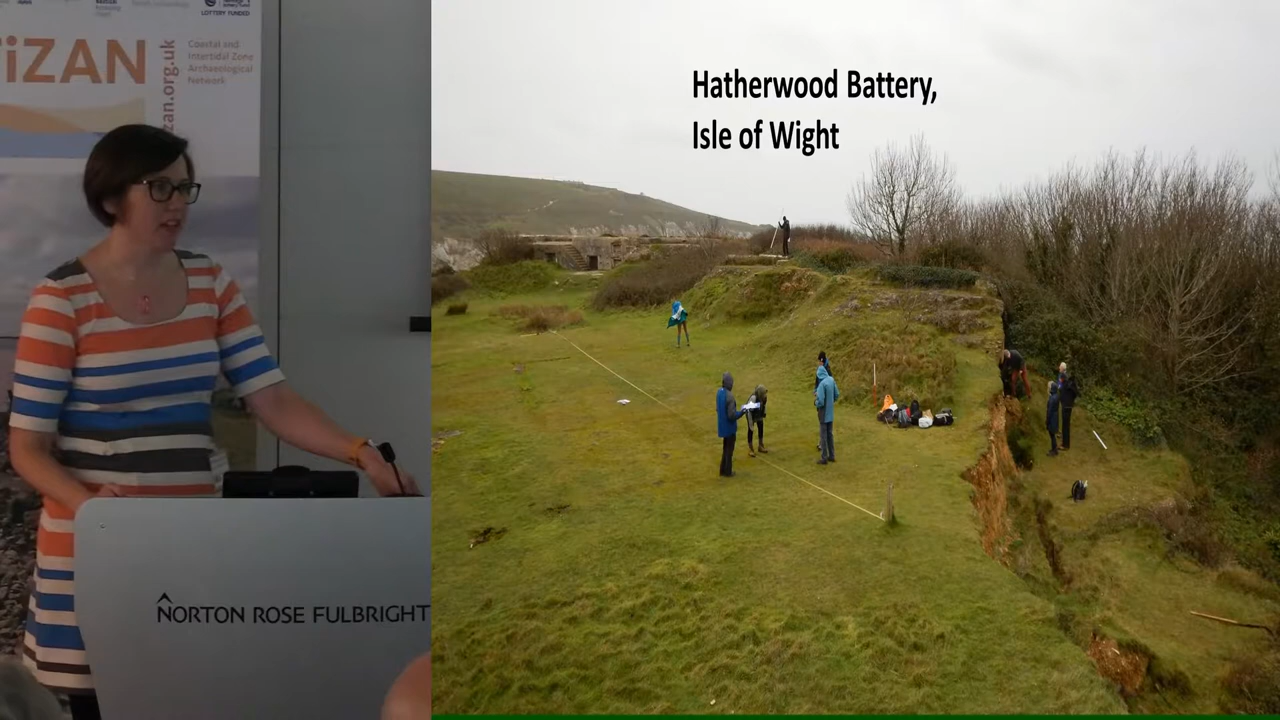 LOTTERY FUNDED
iZAN
zan.org.uk
Coastal and
Intertidal Zone
Archaeological
Network
NORTON ROSE FULBRIGHT
Hatherwood Battery,
Isle of Wight